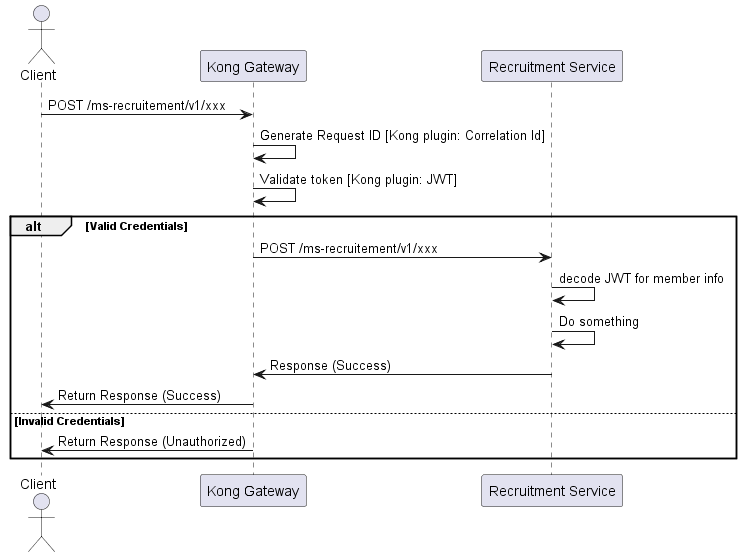 Client
Kong Gateway
Recruitment Service
POST /ms-recruitement/v1/xxx
Generate Request ID [Kong plugin: Correlation Id]
Validate token [Kong plugin: JWT]
alt
[Valid Credentials]
POST /ms-recruitement/v1/xxx
decode JWT for member info
Do something
Response (Success)
Return Response (Success)
[Invalid Credentials]
Return Response (Unauthorized)
Client
Kong Gateway
Recruitment Service